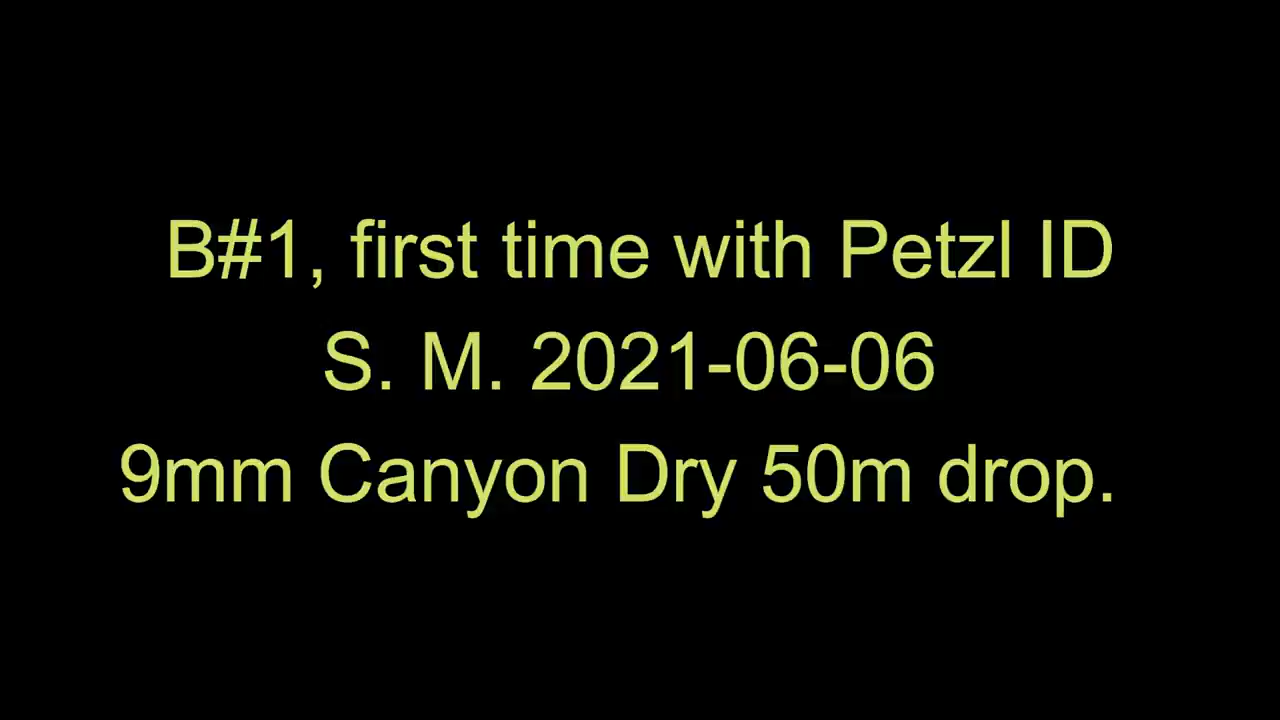 B#1, first time with Petzl ID
S. M. 2021-06-06
9mm Canyon Dry 50m drop.